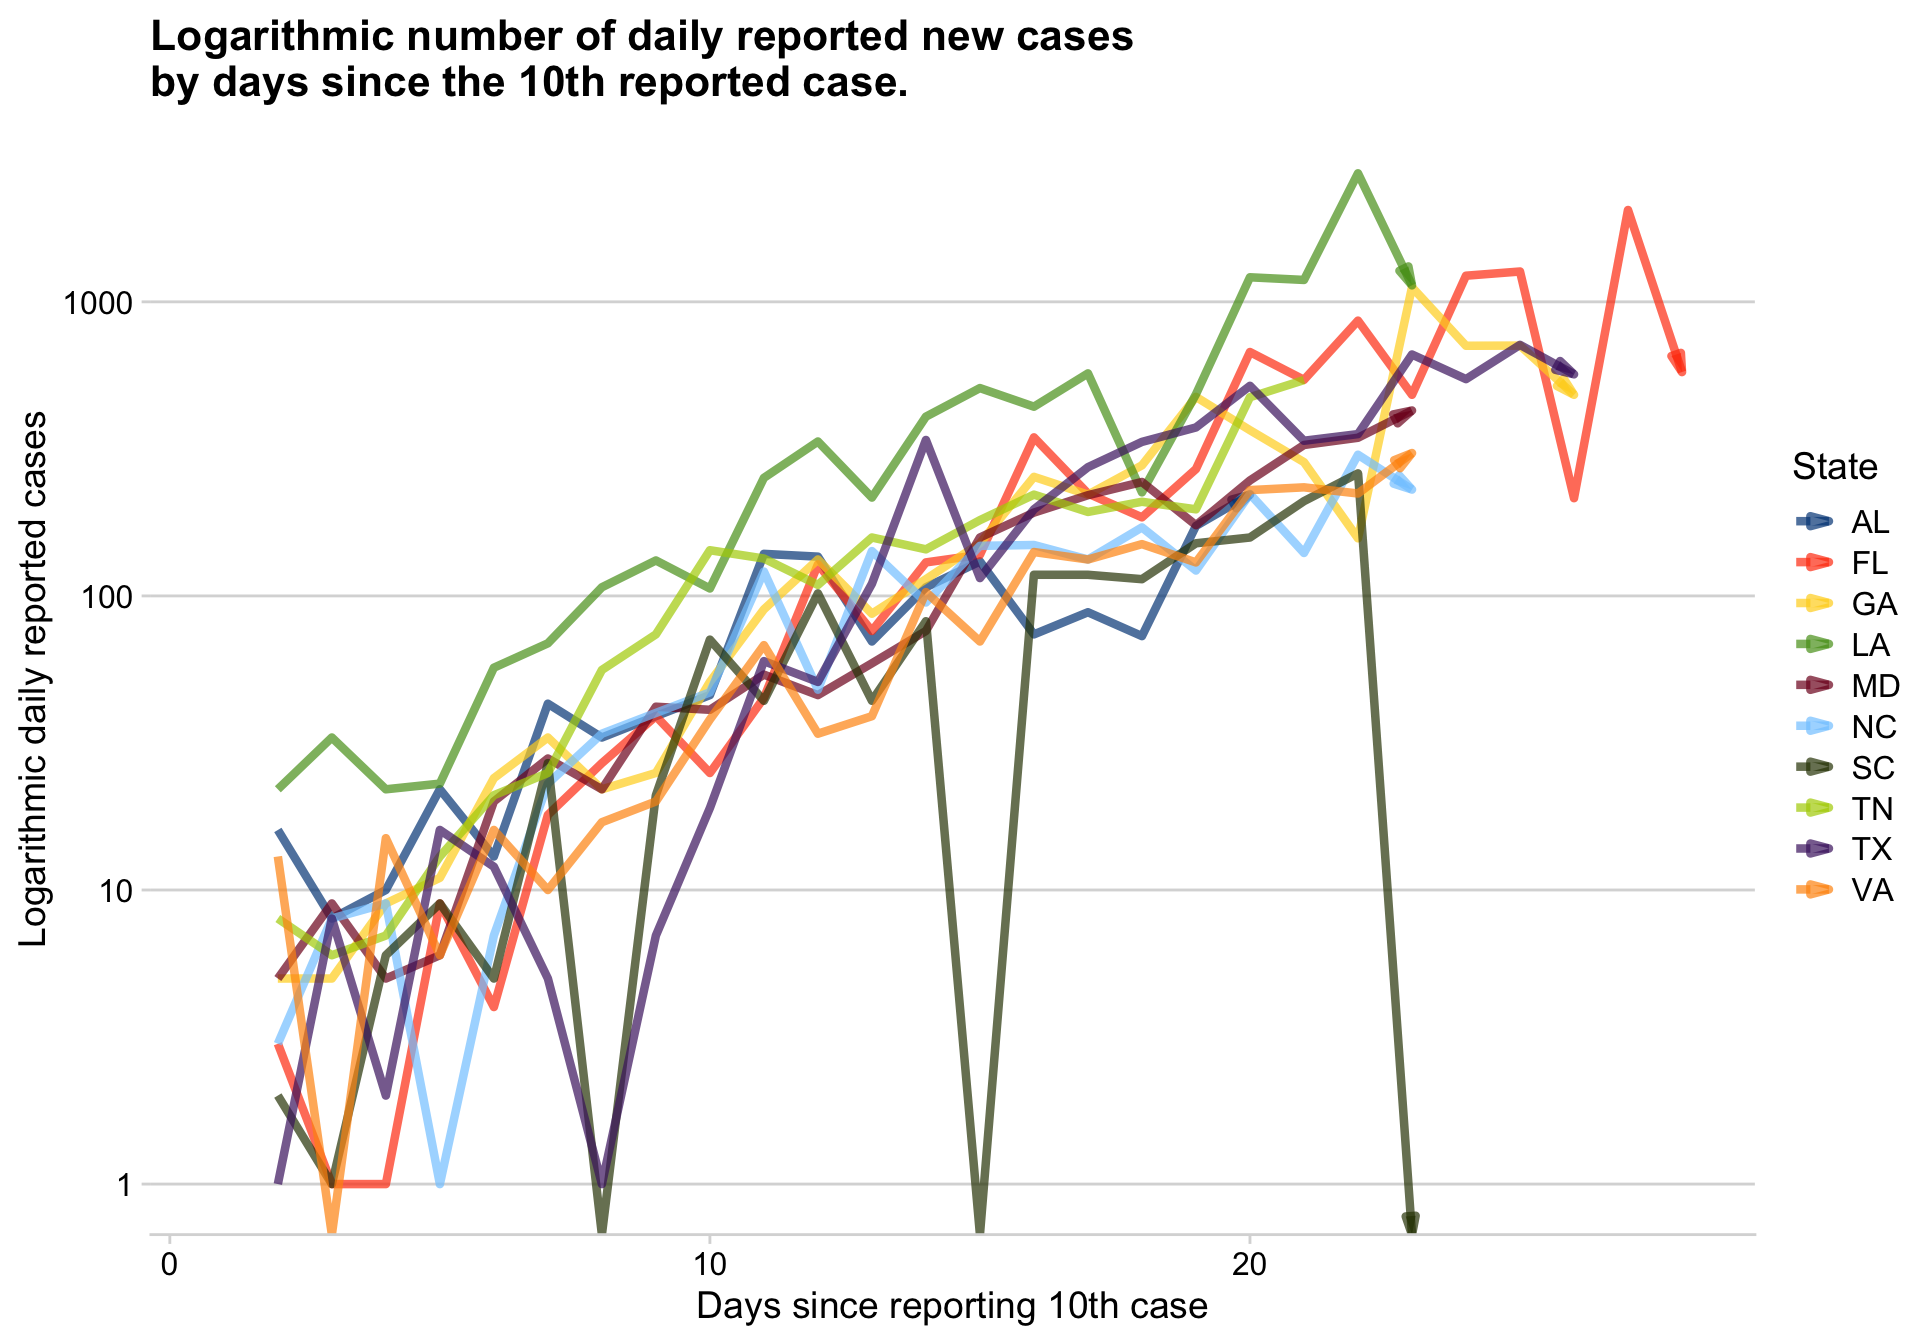 Logarithmic number of daily reported new cases
by days since the 10th reported case.
Logarithmic daily reported cases
1000
100
10
1
0
10
20
Days since reporting 10th case
State
AL
FL
GA
LA
MD
NC
SC
TN
TX
VA